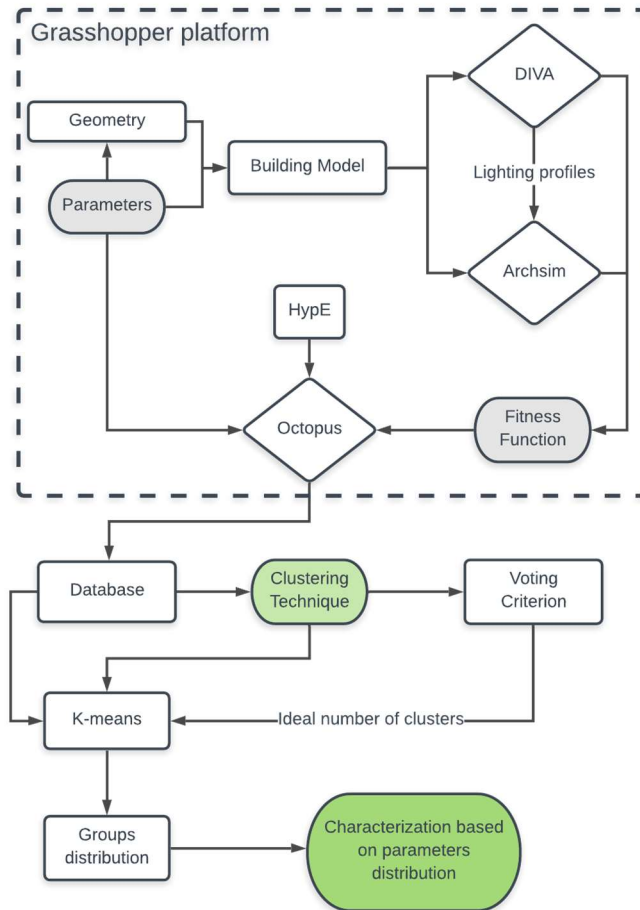 Grasshopper platform
DIVA
Geometry
Building Model
Lighting profiles
Parameters
Archsim
HypE
Octopus
Fitness
Function
Database
Clustering
Technique
Voting
Criterion
K-means
Ideal number of clusters
Groups
distribution
Characterization based
on parameters
distribution